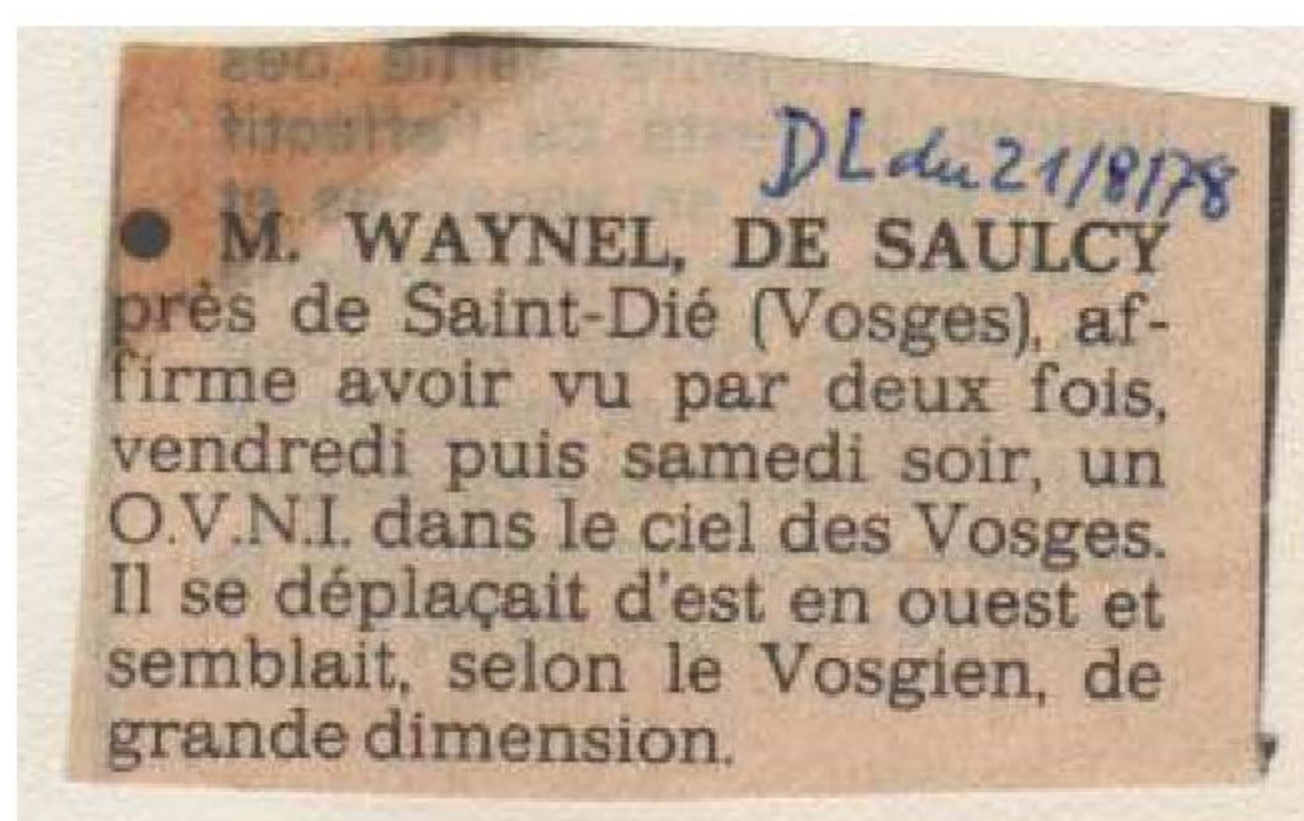 DL du 21/8/78
● M. WAYNEL, DE SAULCY
près de Saint-Dié (Vosges), af-
firme avoir vu par deux fois,
vendredi puis samedi soir, un
O.V.N.I. dans le ciel des Vosges.
Il se déplaçait d'est en ouest et
semblait, selon le Vosgien, de
grande dimension.